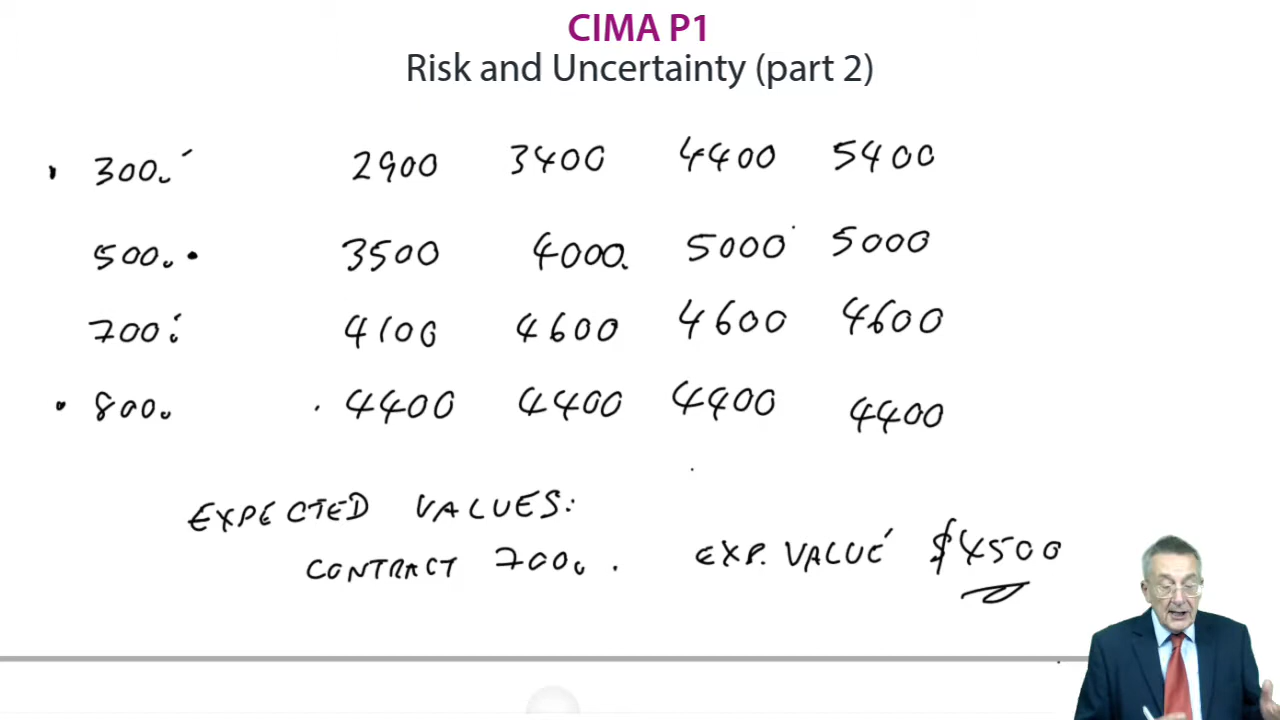 CIMA P1
Risk and Uncertainty (part 2)
300 2900 3400 4400 5400
500 3500 4000 5000 5000
700 4100 4600 4600 4600
800 4400 4400 4400 4400
EXPECTED VALUES:
CONTRACT 700. EXP. VALUE $4500